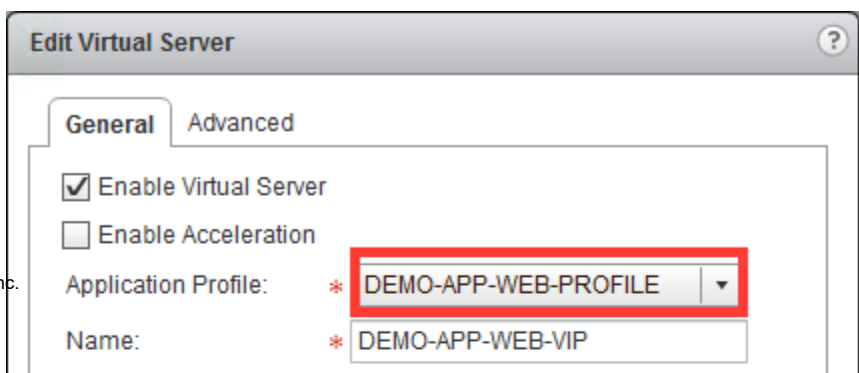 Edit Virtual Server ?
General Advanced
Enable Virtual Server
Enable Acceleration
nc.
Application Profile: * DEMO-APP-WEB-PROFILE
Name: * DEMO-APP-WEB-VIP